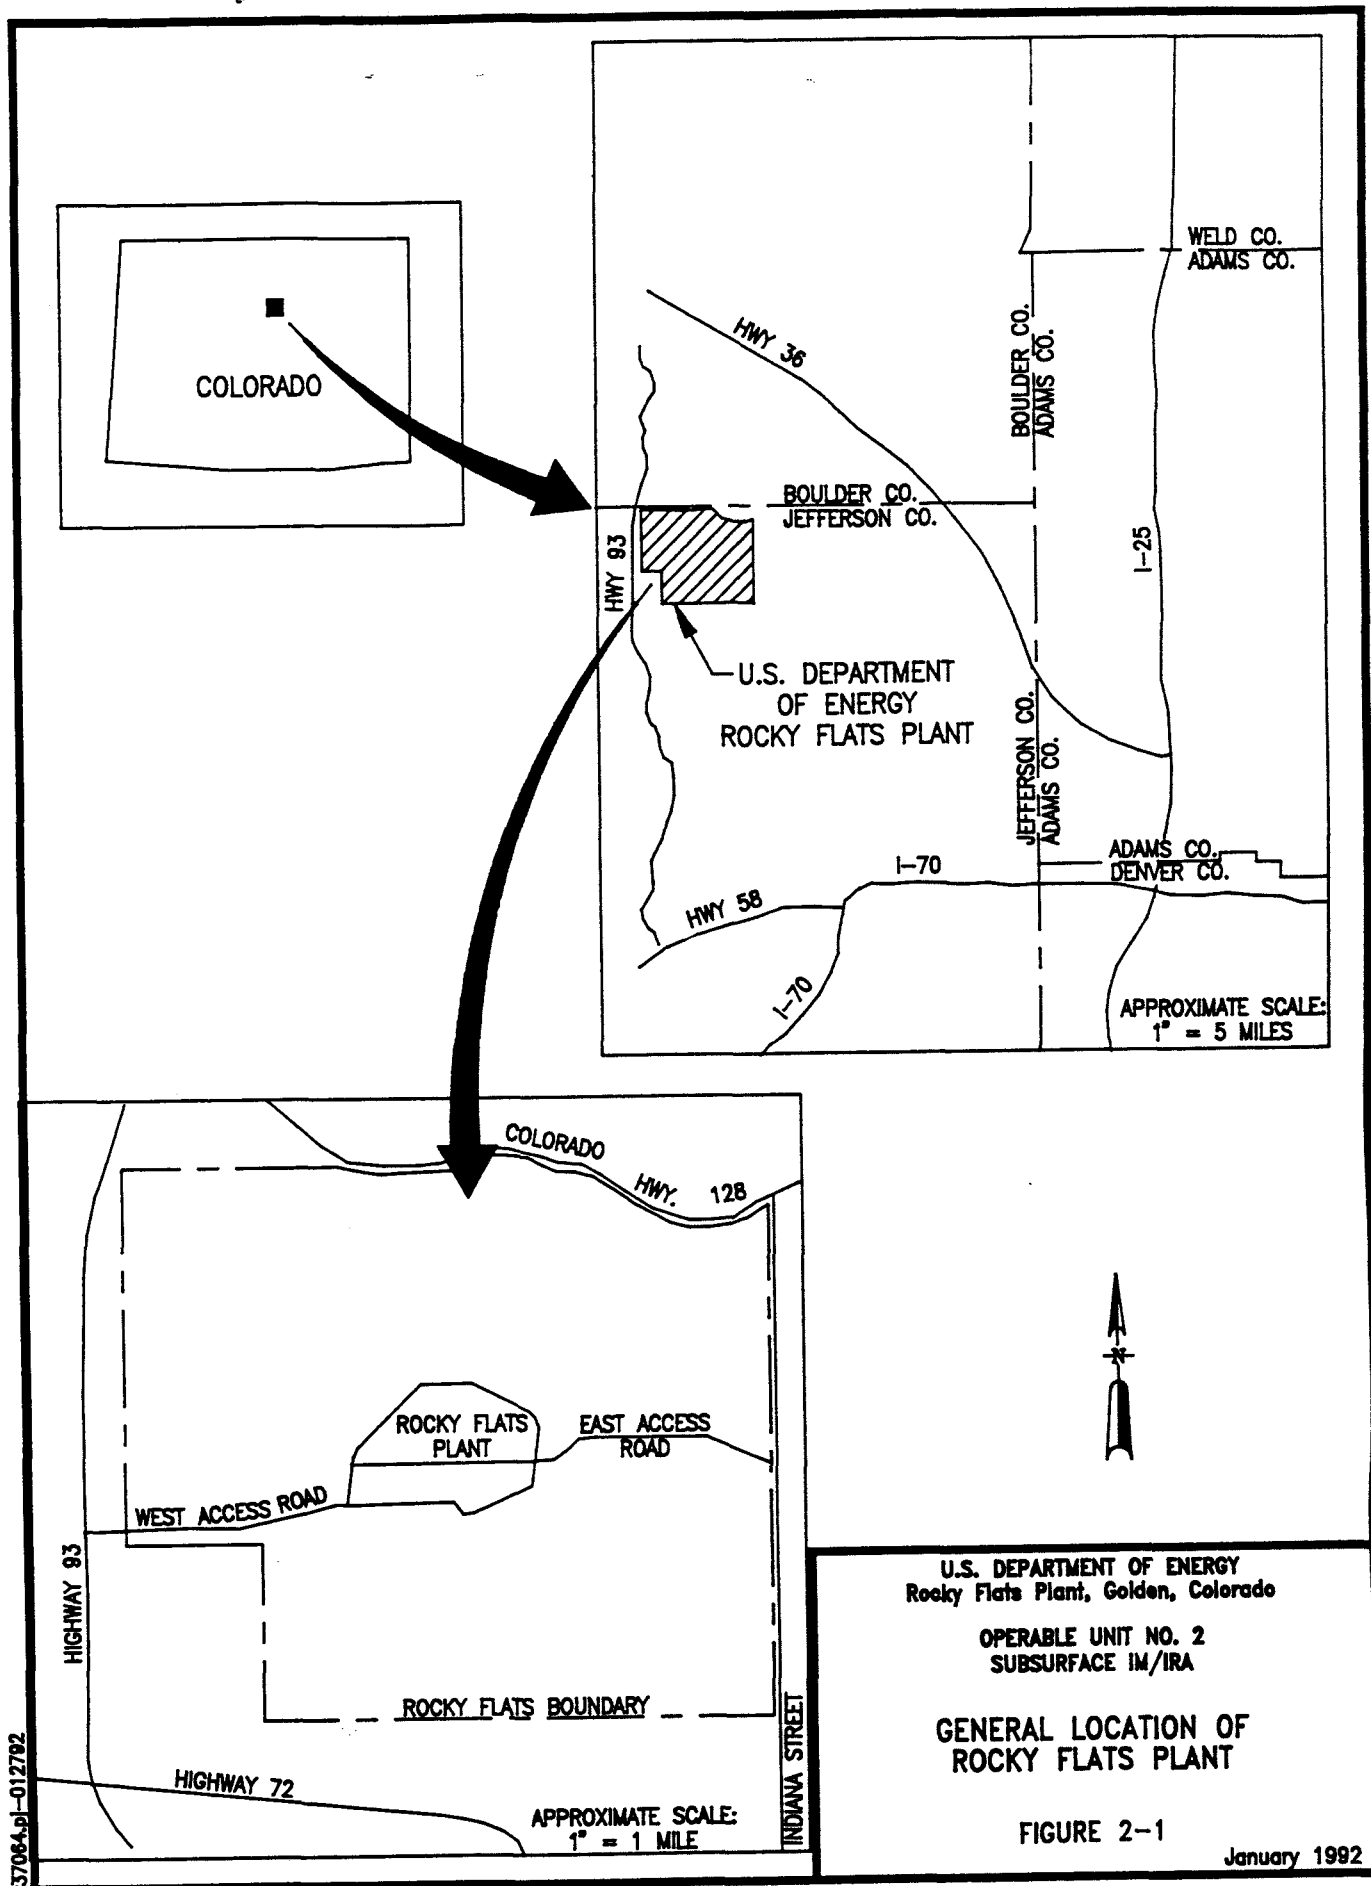 COLORADO
WELD CO.
ADAMS CO.
HWY 36
BOULDER CO.
ADAMS CO.
BOULDER CO.
JEFFERSON CO.
HWY 93
I-25
U.S. DEPARTMENT
OF ENERGY
ROCKY FLATS PLANT
JEFFERSON CO.
ADAMS CO.
I-70
ADAMS CO.
DENVER CO.
HWY 58
I-70
APPROXIMATE SCALE:
1" = 5 MILES
COLORADO
HWY. 128
ROCKY FLATS
PLANT
EAST ACCESS
ROAD
WEST ACCESS ROAD
HIGHWAY 93
ROCKY FLATS BOUNDARY
INDIANA STREET
HIGHWAY 72
APPROXIMATE SCALE:
1" = 1 MILE
N
U.S. DEPARTMENT OF ENERGY
Rocky Flats Plant, Golden, Colorado
OPERABLE UNIT NO. 2
SUBSURFACE IM/IRA
GENERAL LOCATION OF
ROCKY FLATS PLANT
FIGURE 2-1
January 1992
37064.pj-012792